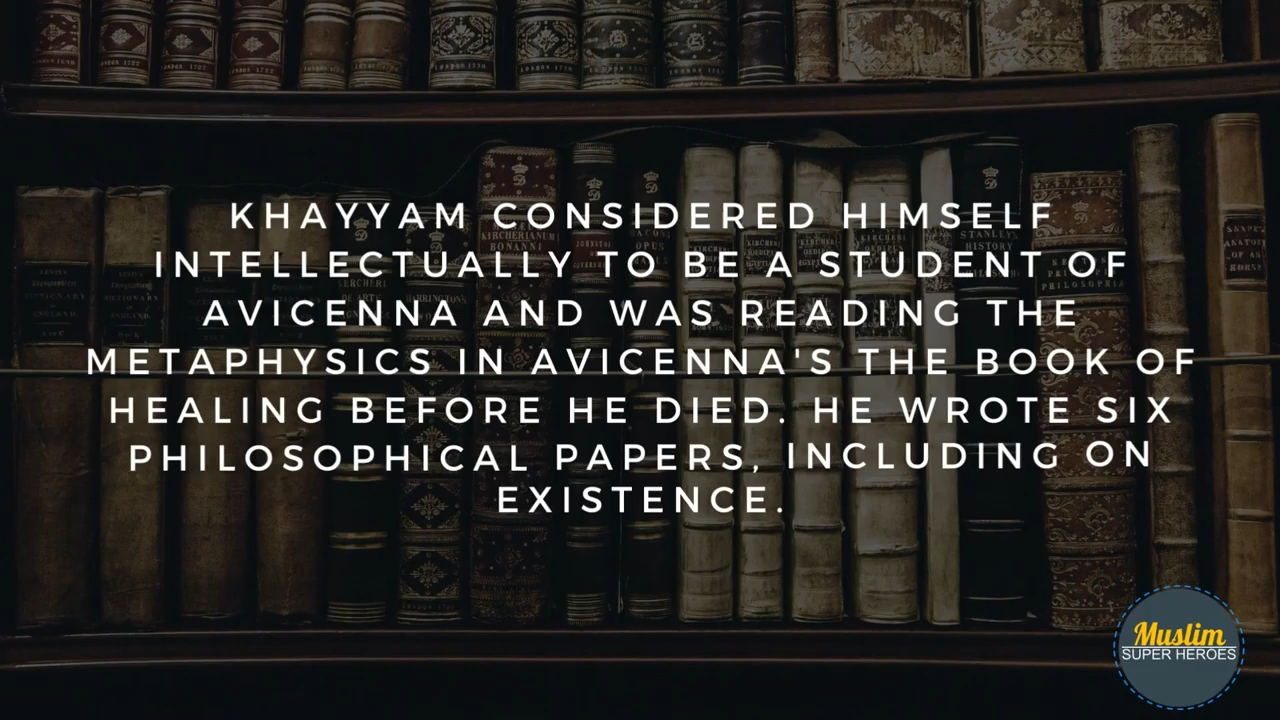 KHAYYAM CONSIDERED HIMSELF
INTELLECTUALLY TO BE A STUDENT OF
AVICENNA AND WAS READING THE
METAPHYSICS IN AVICENNA'S THE BOOK OF
HEALING BEFORE HE DIED. HE WROTE SIX
PHILOSOPHICAL PAPERS, INCLUDING ON
EXISTENCE.
Muslim
SUPER HEROES